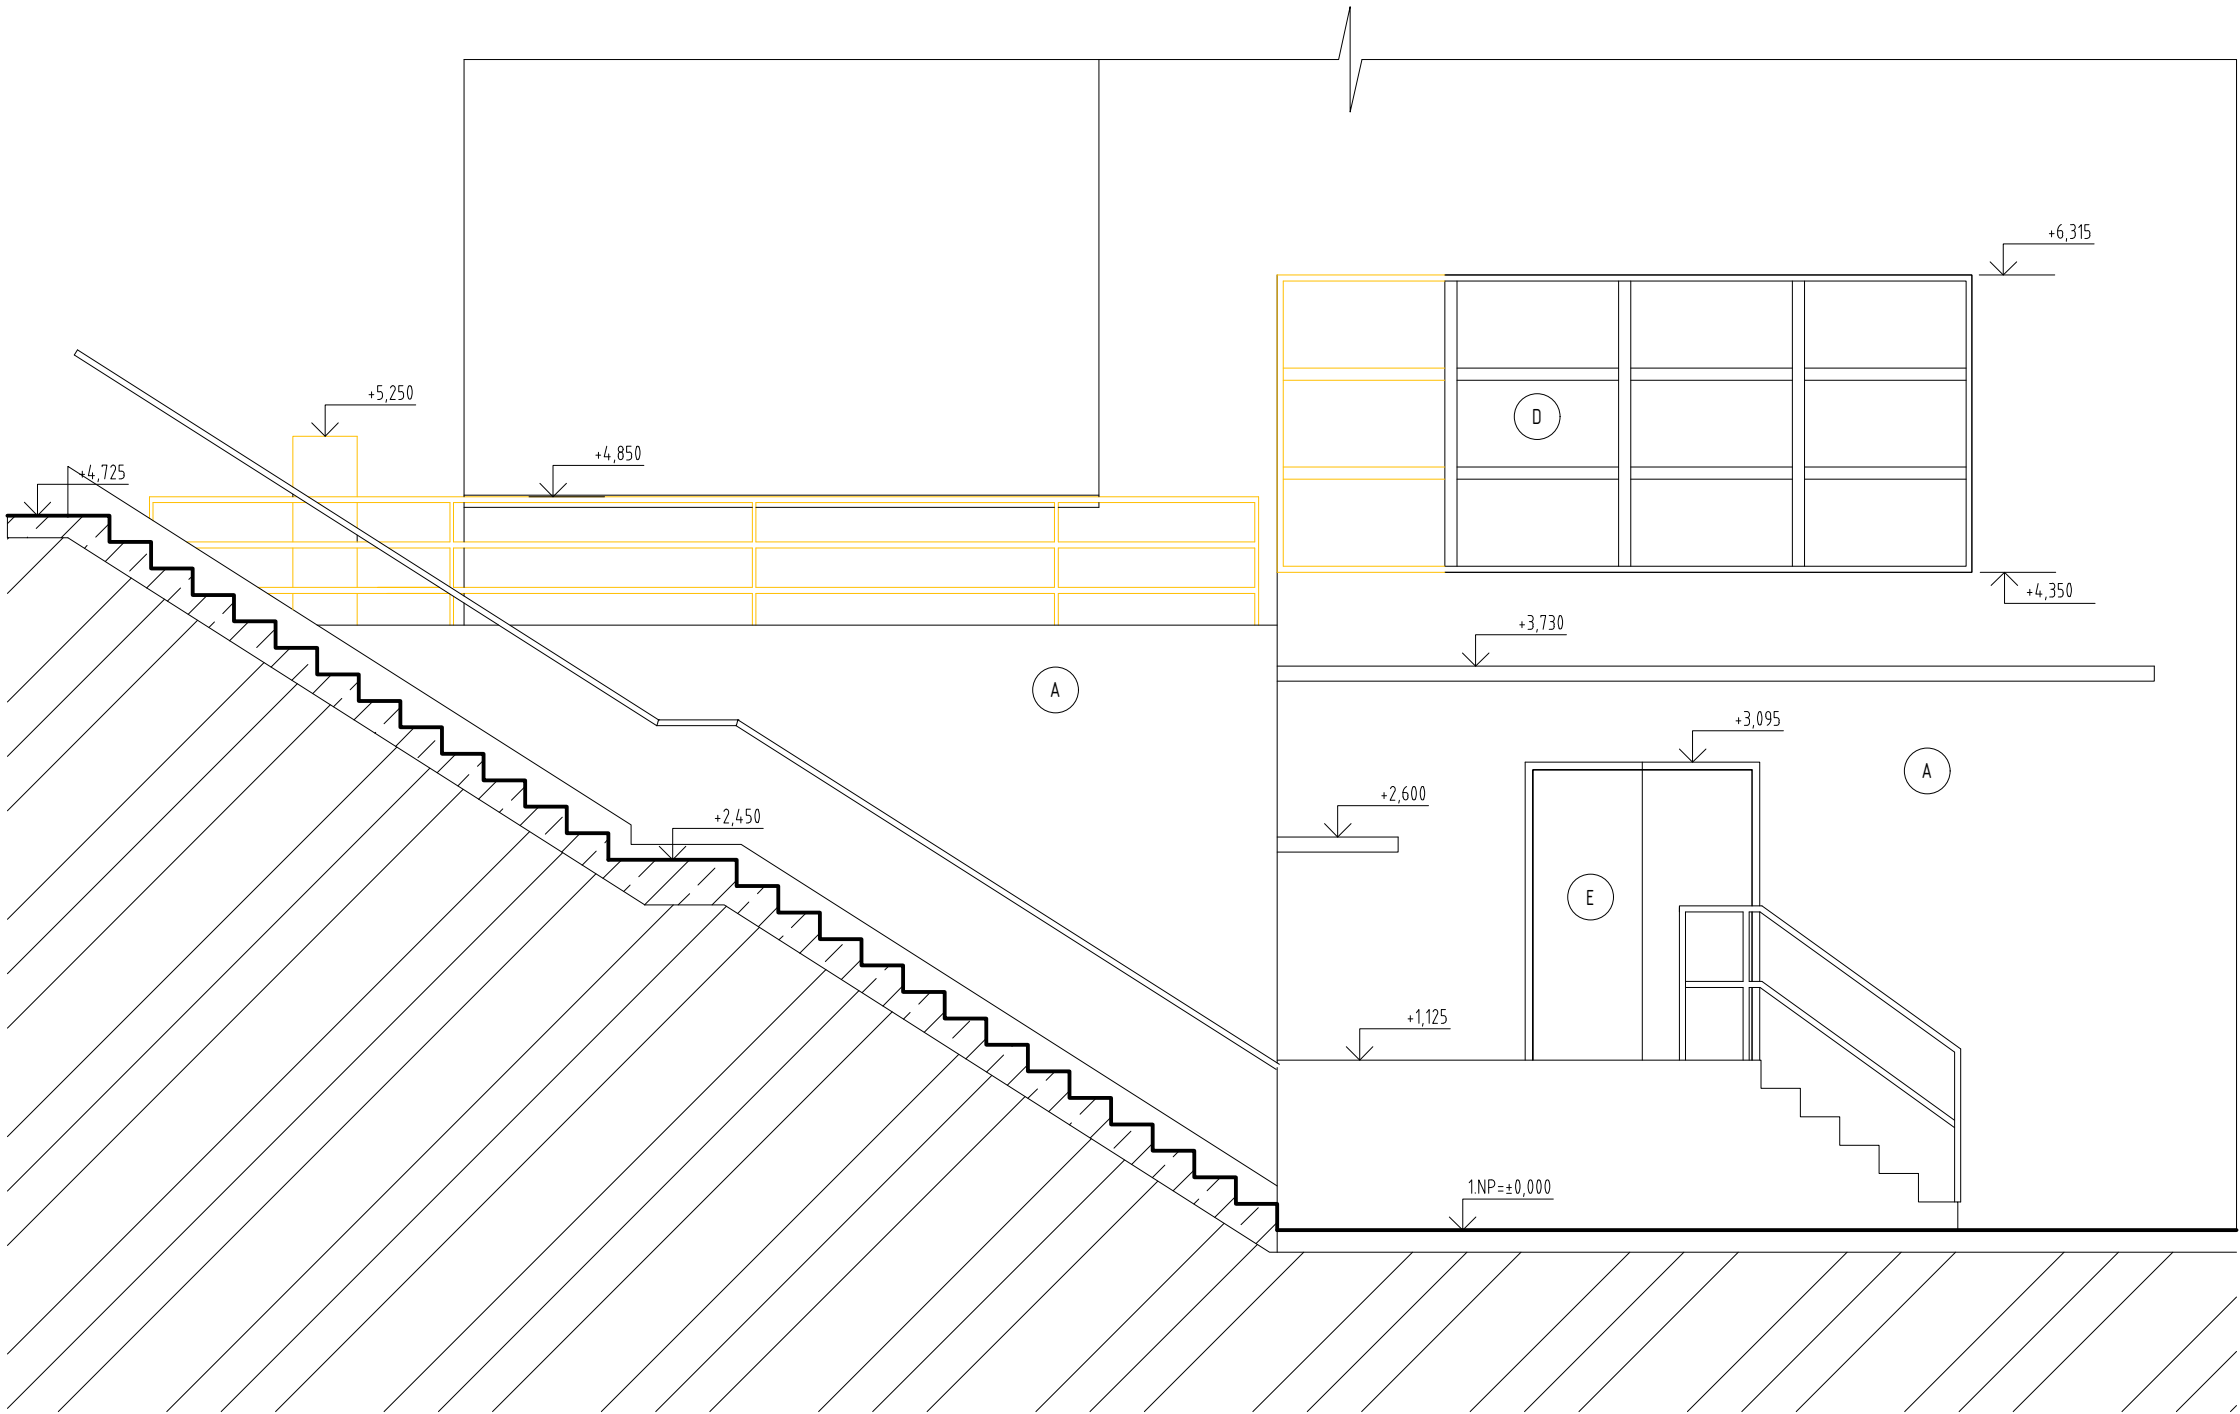 +6,315
+5,250
D
+4,850
+4,725
+4,350
+3,730
A
+3,095
A
+2,600
+2,450
E
+1,125
1.NP=±0,000